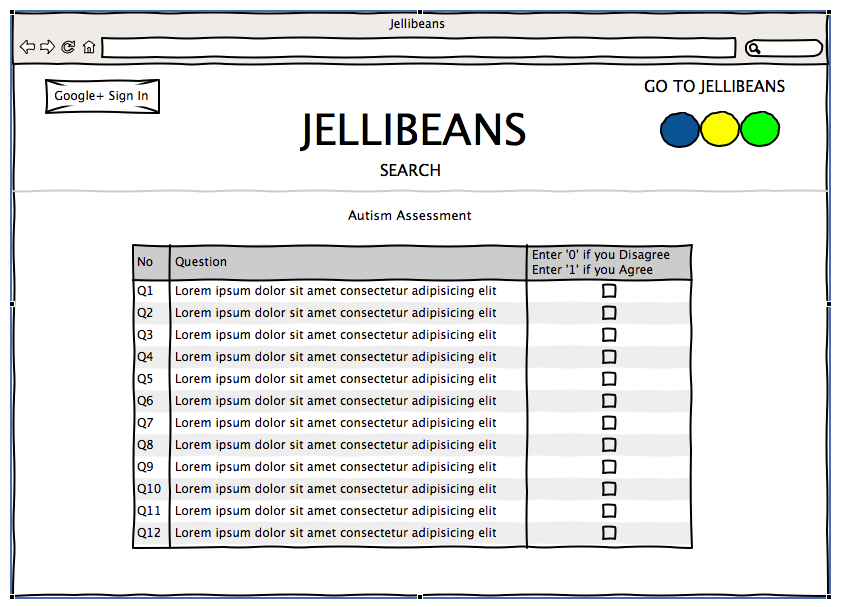 Jellibeans
Google+ Sign In
GO TO JELLIBEANS
JELLIBEANS
SEARCH
Autism Assessment
No Question Enter '0' if you Disagree
Enter '1' if you Agree
Q1 Lorem ipsum dolor sit amet consectetur adipisicing elit
Q2 Lorem ipsum dolor sit amet consectetur adipisicing elit
Q3 Lorem ipsum dolor sit amet consectetur adipisicing elit
Q4 Lorem ipsum dolor sit amet consectetur adipisicing elit
Q5 Lorem ipsum dolor sit amet consectetur adipisicing elit
Q6 Lorem ipsum dolor sit amet consectetur adipisicing elit
Q7 Lorem ipsum dolor sit amet consectetur adipisicing elit
Q8 Lorem ipsum dolor sit amet consectetur adipisicing elit
Q9 Lorem ipsum dolor sit amet consectetur adipisicing elit
Q10 Lorem ipsum dolor sit amet consectetur adipisicing elit
Q11 Lorem ipsum dolor sit amet consectetur adipisicing elit
Q12 Lorem ipsum dolor sit amet consectetur adipisicing elit